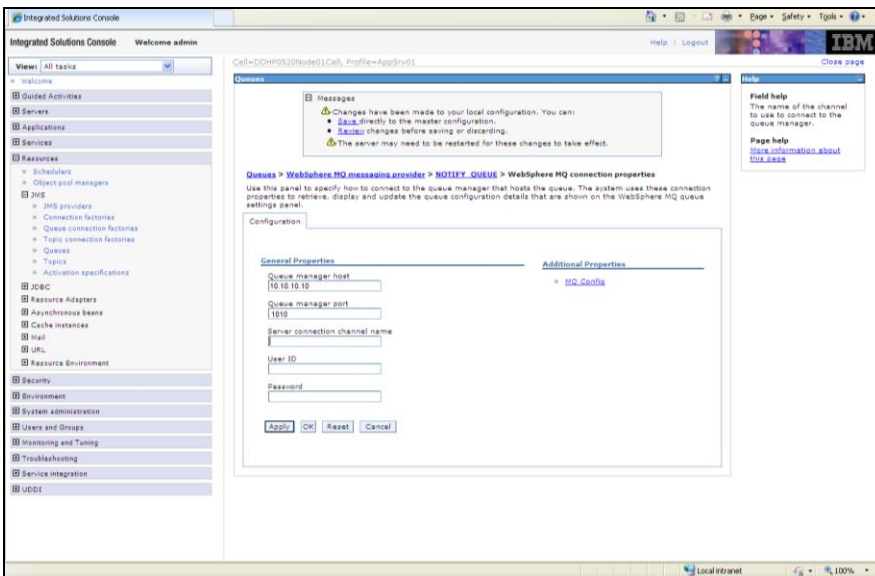 Integrated Solutions Console
Page Safety Tools
Integrated Solutions Console Welcome admin
Help | Logout
IBM
View: All tasks
Welcome
Guided Activities
Servers
Applications
Services
Resources
Schedulers
Object pool managers
JMS
JMS providers
Connection factories
Queue connection factories
Topic connection factories
Queues
Topics
Activation specifications
JDBC
Resource Adapters
Asynchronous beans
Cache instances
Mail
URL
Resource Environment
Security
Environment
System administration
Users and Groups
Monitoring and Tuning
Troubleshooting
Service integration
UDDI
Cell=DDHP0520Node01Cell, Profile=AppSrv01
Close page
Queues
? -
Messages
Changes have been made to your local configuration. You can:
Save directly to the master configuration.
Review changes before saving or discarding.
The server may need to be restarted for these changes to take effect.
Queues > WebSphere MQ messaging provider > NOTIFY_QUEUE > WebSphere MQ connection properties
Use this panel to specify how to connect to the queue manager that hosts the queue. The system uses these connection
properties to retrieve, display and update the queue configuration details that are shown on the WebSphere MQ queue
settings panel.
Configuration
General Properties
Queue manager host
10.10.10.10
Queue manager port
1010
Server connection channel name
User ID
Password
Apply OK Reset Cancel
Additional Properties
MQ Config
Help
Field help
The name of the channel
to use to connect to the
queue manager.
Page help
More information about
this page
Local intranet
100%